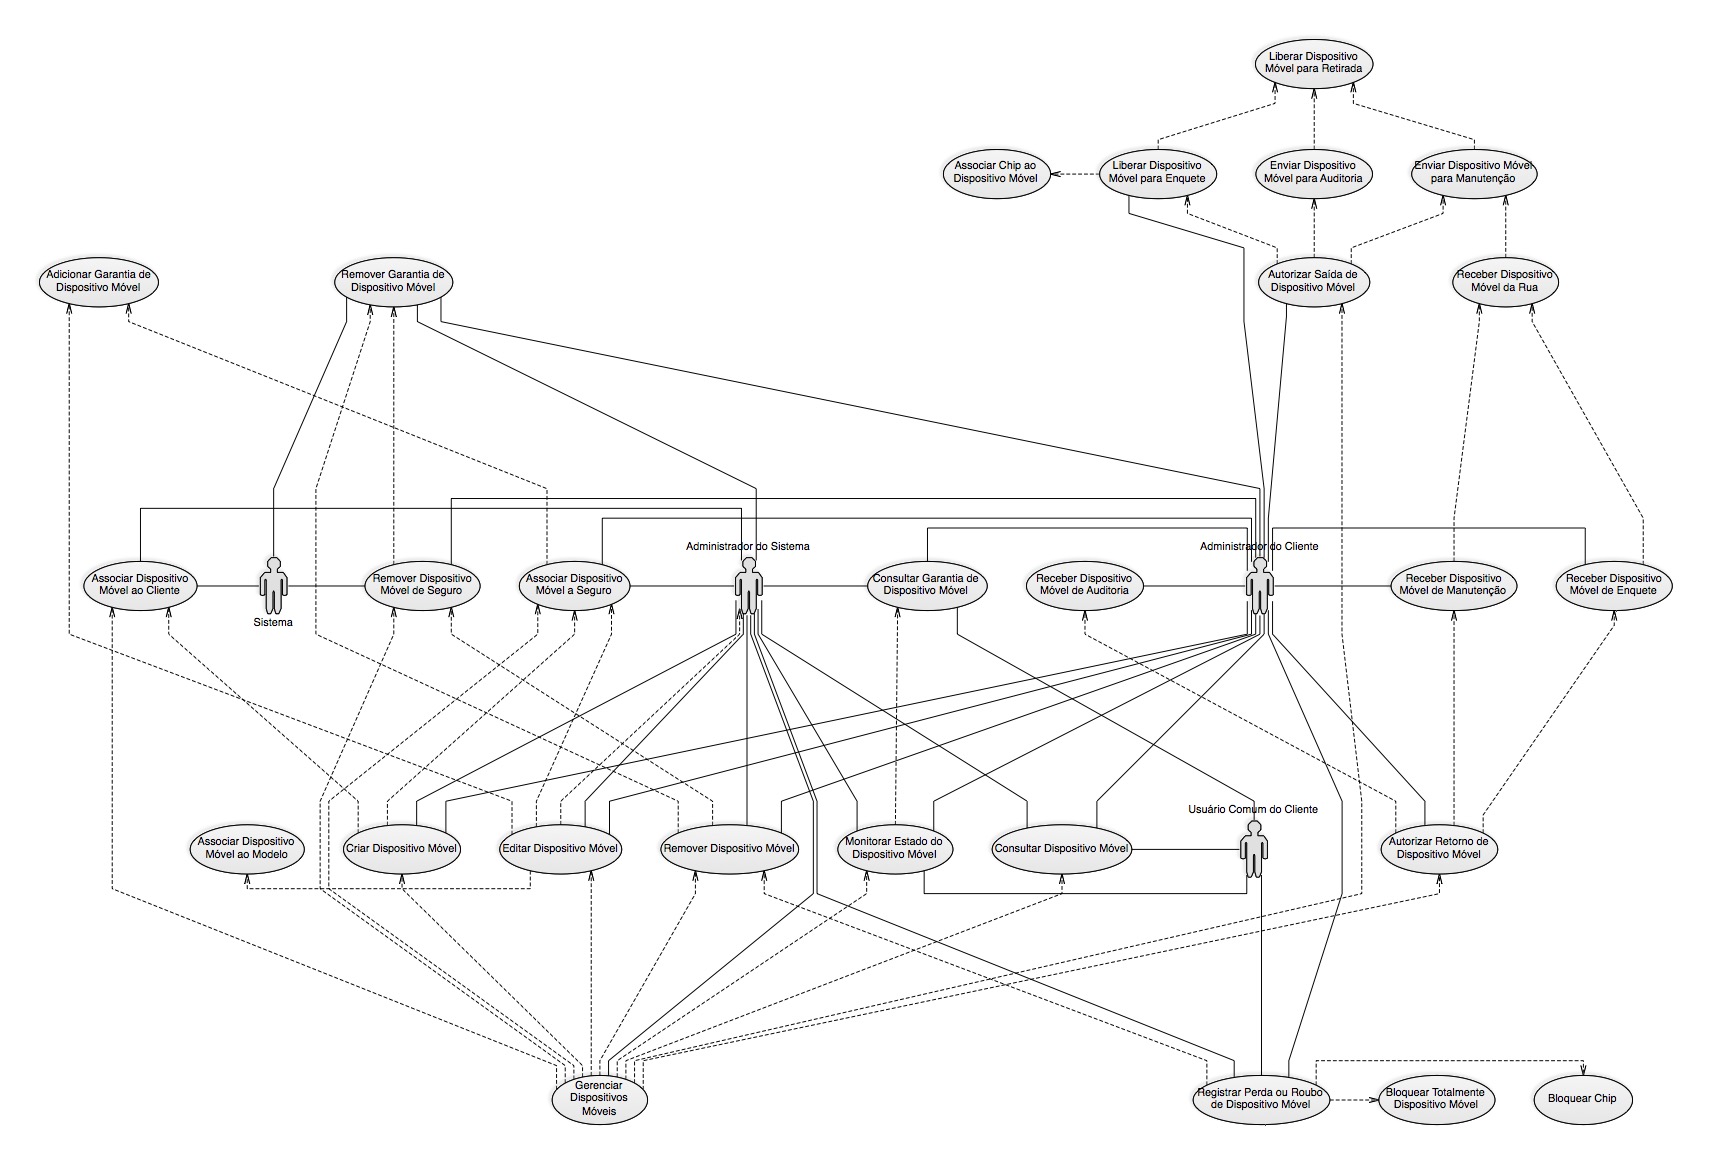 Liberar Dispositivo
Móvel para Retirada
Associar Chip ao
Dispositivo Móvel
Liberar Dispositivo
Móvel para Enquete
Enviar Dispositivo
Móvel para Auditoria
Enviar Dispositivo Móvel
para Manutenção
Adicionar Garantia de
Dispositivo Móvel
Remover Garantia de
Dispositivo Móvel
Autorizar Saída de
Dispositivo Móvel
Receber Dispositivo
Móvel da Rua
Administrador do Sistema
Administrador do Cliente
Associar Dispositivo
Móvel ao Cliente
Sistema
Remover Dispositivo
Móvel de Seguro
Associar Dispositivo
Móvel a Seguro
Consultar Garantia de
Dispositivo Móvel
Receber Dispositivo
Móvel de Auditoria
Receber Dispositivo
Móvel de Manutenção
Receber Dispositivo
Móvel de Enquete
Usuário Comum do Cliente
Associar Dispositivo
Móvel ao Modelo
Criar Dispositivo Móvel
Editar Dispositivo Móvel
Remover Dispositivo Móvel
Monitorar Estado do
Dispositivo Móvel
Consultar Dispositivo Móvel
Autorizar Retorno de
Dispositivo Móvel
Gerenciar
Dispositivos
Móveis
Registrar Perda ou Roubo
de Dispositivo Móvel
Bloquear Totalmente
Dispositivo Móvel
Bloquear Chip